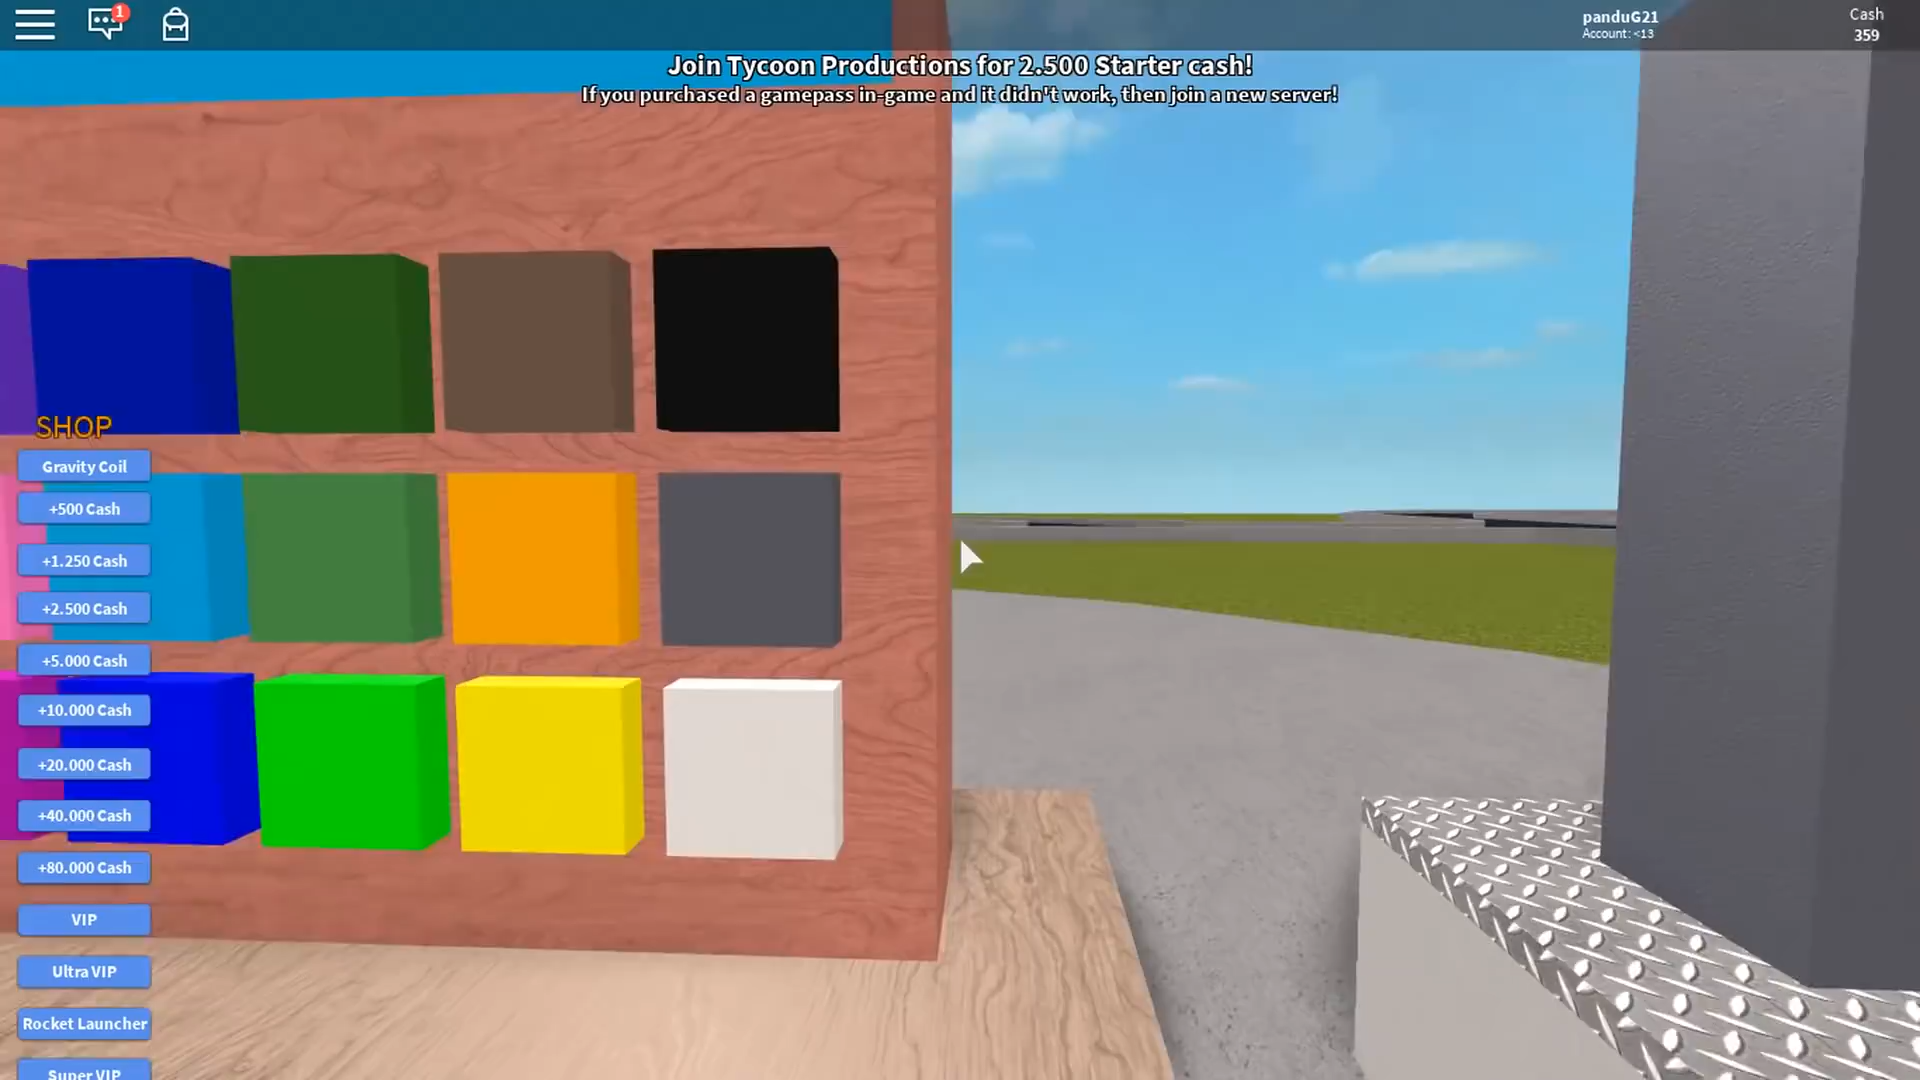 1
panduG21
Account: <13
Cash
359
Join Tycoon Productions for 2.500 Starter cash!
If you purchased a gamepass in-game and it didn't work, then join a new server!
SHOP
Gravity Coil
+500 Cash
+1.250 Cash
+2.500 Cash
+5.000 Cash
+10.000 Cash
+20.000 Cash
+40.000 Cash
+80.000 Cash
VIP
Ultra VIP
Rocket Launcher
Super VIP